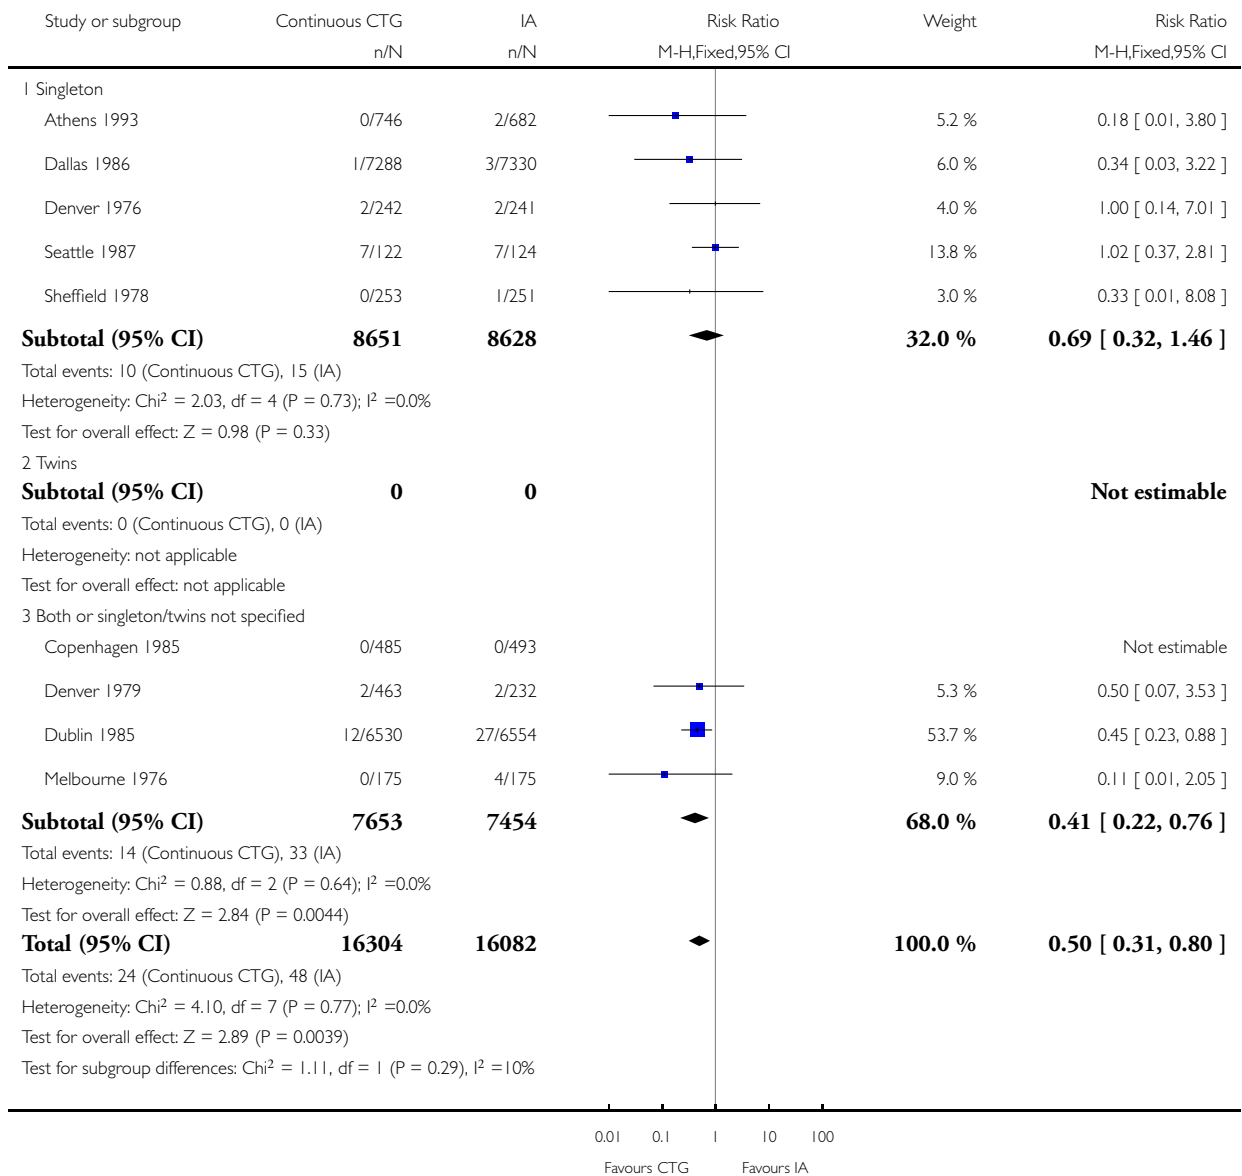 Study or subgroup Continuous CTG IA Risk Ratio Weight Risk Ratio
n/N n/N M-H,Fixed,95% CI M-H,Fixed,95% CI
1 Singleton
Athens 1993 0/746 2/682 5.2 % 0.18 [ 0.01, 3.80 ]
Dallas 1986 1/7288 3/7330 6.0 % 0.34 [ 0.03, 3.22 ]
Denver 1976 2/242 2/241 4.0 % 1.00 [ 0.14, 7.01 ]
Seattle 1987 7/122 7/124 13.8 % 1.02 [ 0.37, 2.81 ]
Sheffield 1978 0/253 1/251 3.0 % 0.33 [ 0.01, 8.08 ]
Subtotal (95% CI) 8651 8628 32.0 % 0.69 [ 0.32, 1.46 ]
Total events: 10 (Continuous CTG), 15 (IA)
Heterogeneity: Chi² = 2.03, df = 4 (P = 0.73); I² =0.0%
Test for overall effect: Z = 0.98 (P = 0.33)
2 Twins
Subtotal (95% CI) 0 0 Not estimable
Total events: 0 (Continuous CTG), 0 (IA)
Heterogeneity: not applicable
Test for overall effect: not applicable
3 Both or singleton/twins not specified
Copenhagen 1985 0/485 0/493 Not estimable
Denver 1979 2/463 2/232 5.3 % 0.50 [ 0.07, 3.53 ]
Dublin 1985 12/6530 27/6554 53.7 % 0.45 [ 0.23, 0.88 ]
Melbourne 1976 0/175 4/175 9.0 % 0.11 [ 0.01, 2.05 ]
Subtotal (95% CI) 7653 7454 68.0 % 0.41 [ 0.22, 0.76 ]
Total events: 14 (Continuous CTG), 33 (IA)
Heterogeneity: Chi² = 0.88, df = 2 (P = 0.64); I² =0.0%
Test for overall effect: Z = 2.84 (P = 0.0044)
Total (95% CI) 16304 16082 100.0 % 0.50 [ 0.31, 0.80 ]
Total events: 24 (Continuous CTG), 48 (IA)
Heterogeneity: Chi² = 4.10, df = 7 (P = 0.77); I² =0.0%
Test for overall effect: Z = 2.89 (P = 0.0039)
Test for subgroup differences: Chi² = 1.11, df = 1 (P = 0.29), I² =10%
0.01 0.1 1 10 100
Favours CTG Favours IA